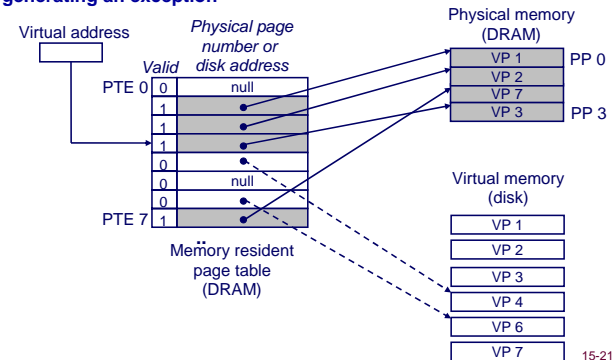 generating an exception
Virtual address
Physical page
number or
disk address
Valid
PTE 0
0
null
1
1
1
0
0
null
0
PTE 7
1
Memory resident
page table
(DRAM)
Physical memory
(DRAM)
VP 1
PP 0
VP 2
VP 7
VP 3
PP 3
Virtual memory
(disk)
VP 1
VP 2
VP 3
VP 4
VP 6
VP 7
15-21